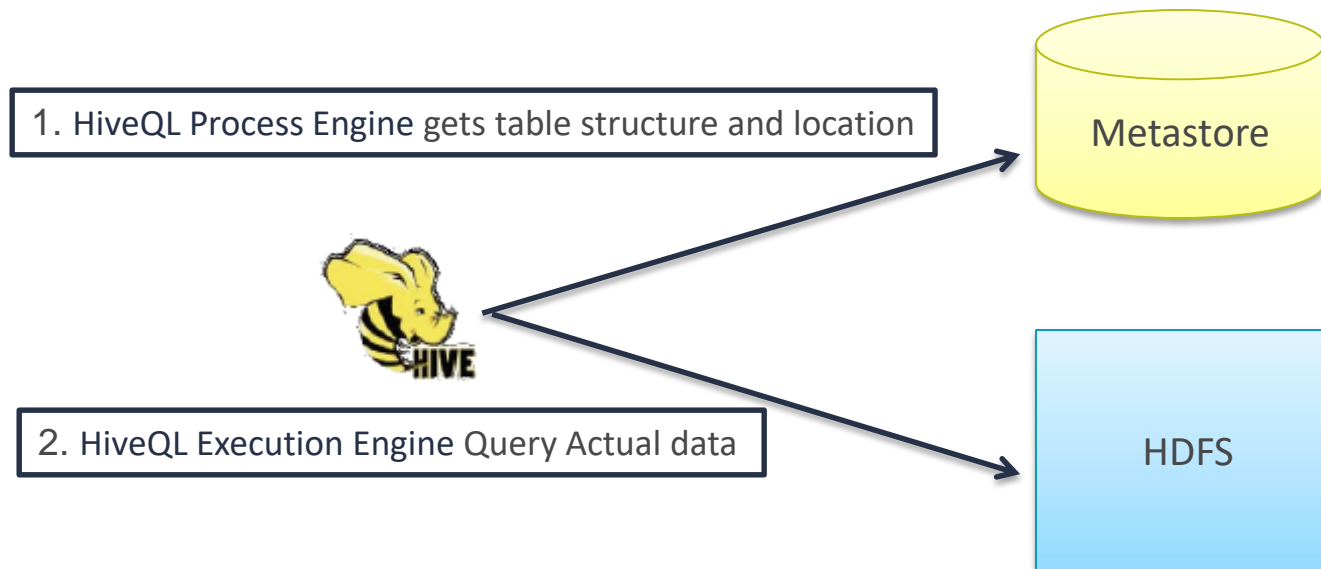 1. HiveQL Process Engine gets table structure and location
Metastore
HIVE
2. HiveQL Execution Engine Query Actual data
HDFS